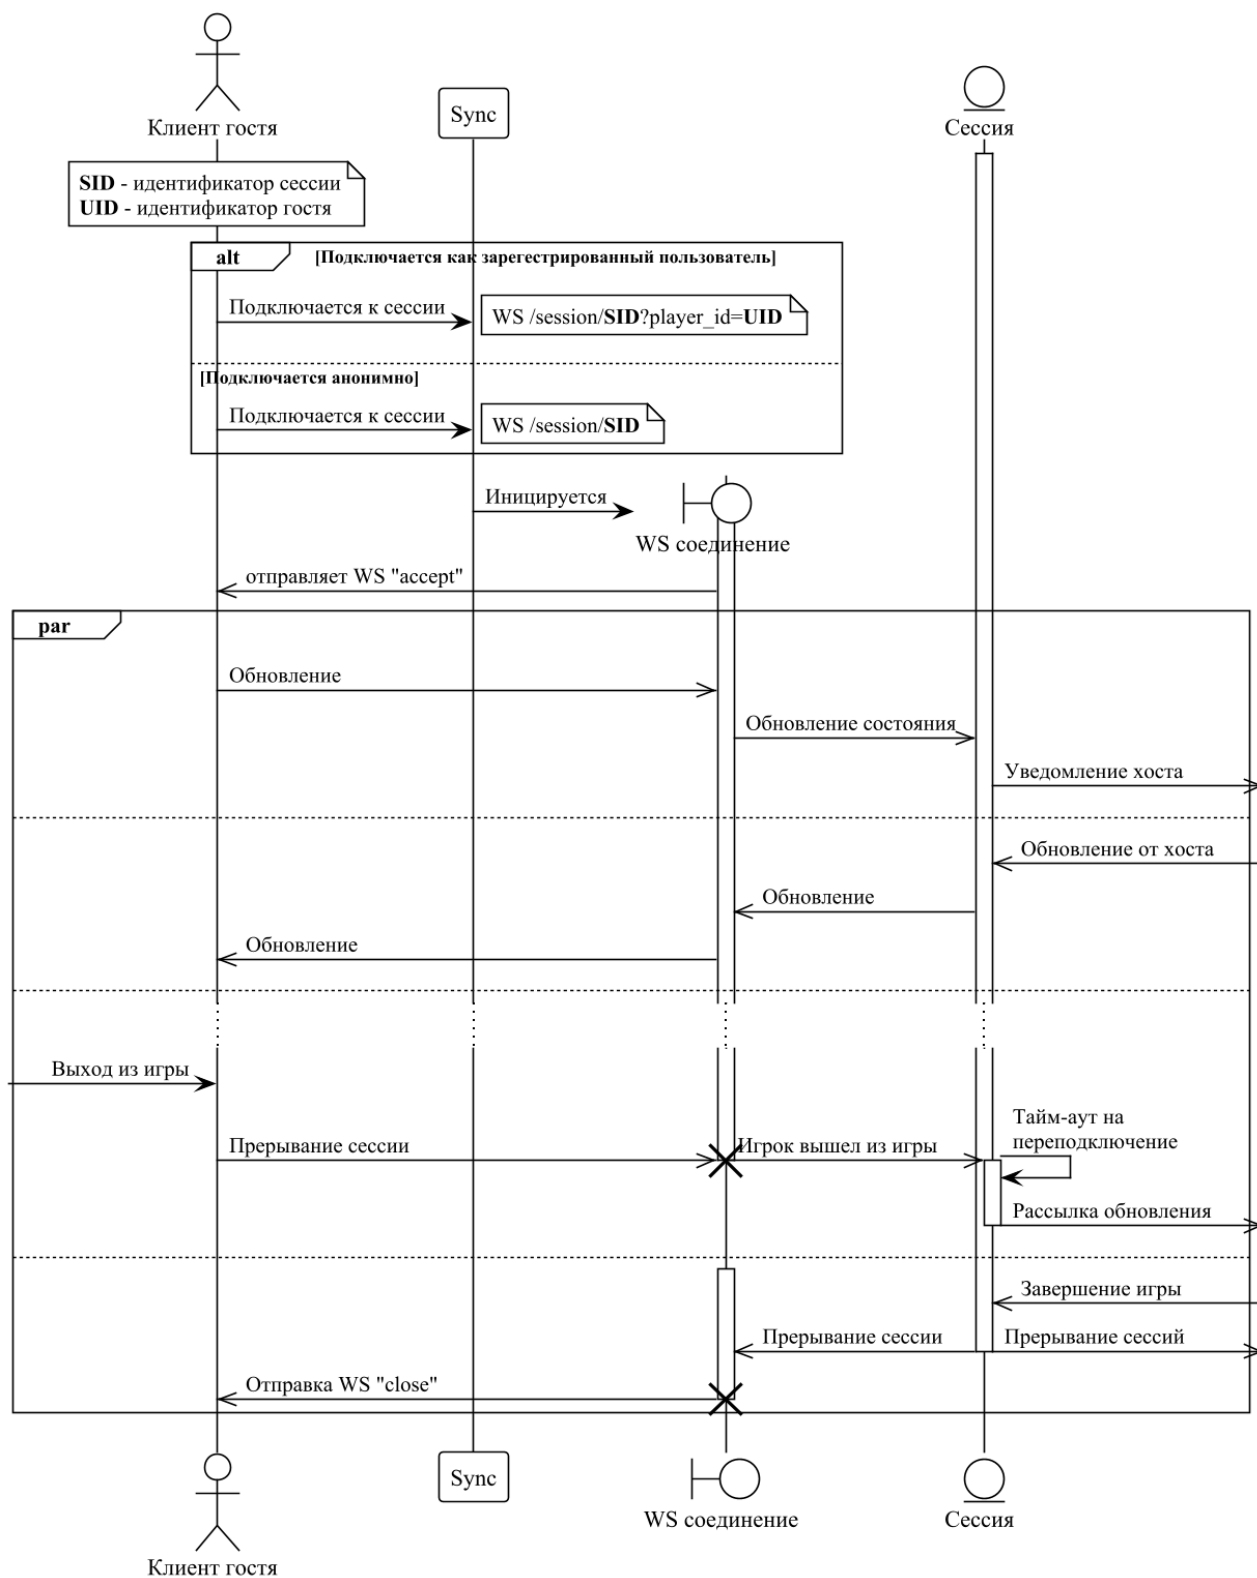 Клиент гостя
Sync
Сессия
SID - идентификатор сессии
UID - идентификатор гостя
alt
[Подключается как зарегестрированный пользователь]
Подключается к сессии
WS /session/SID?player_id=UID
[Подключается анонимно]
Подключается к сессии
WS /session/SID
Иницируется
WS соединение
отправляет WS "accept"
par
Обновление
Обновление состояния
Уведомление хоста
Обновление от хоста
Обновление
Обновление
Выход из игры
Тайм-аут на
переподключение
Прерывание сессии
Игрок вышел из игры
Рассылка обновления
Завершение игры
Прерывание сессии
Прерывание сессий
Отправка WS "close"
Sync
WS соединение
Сессия
Клиент гостя